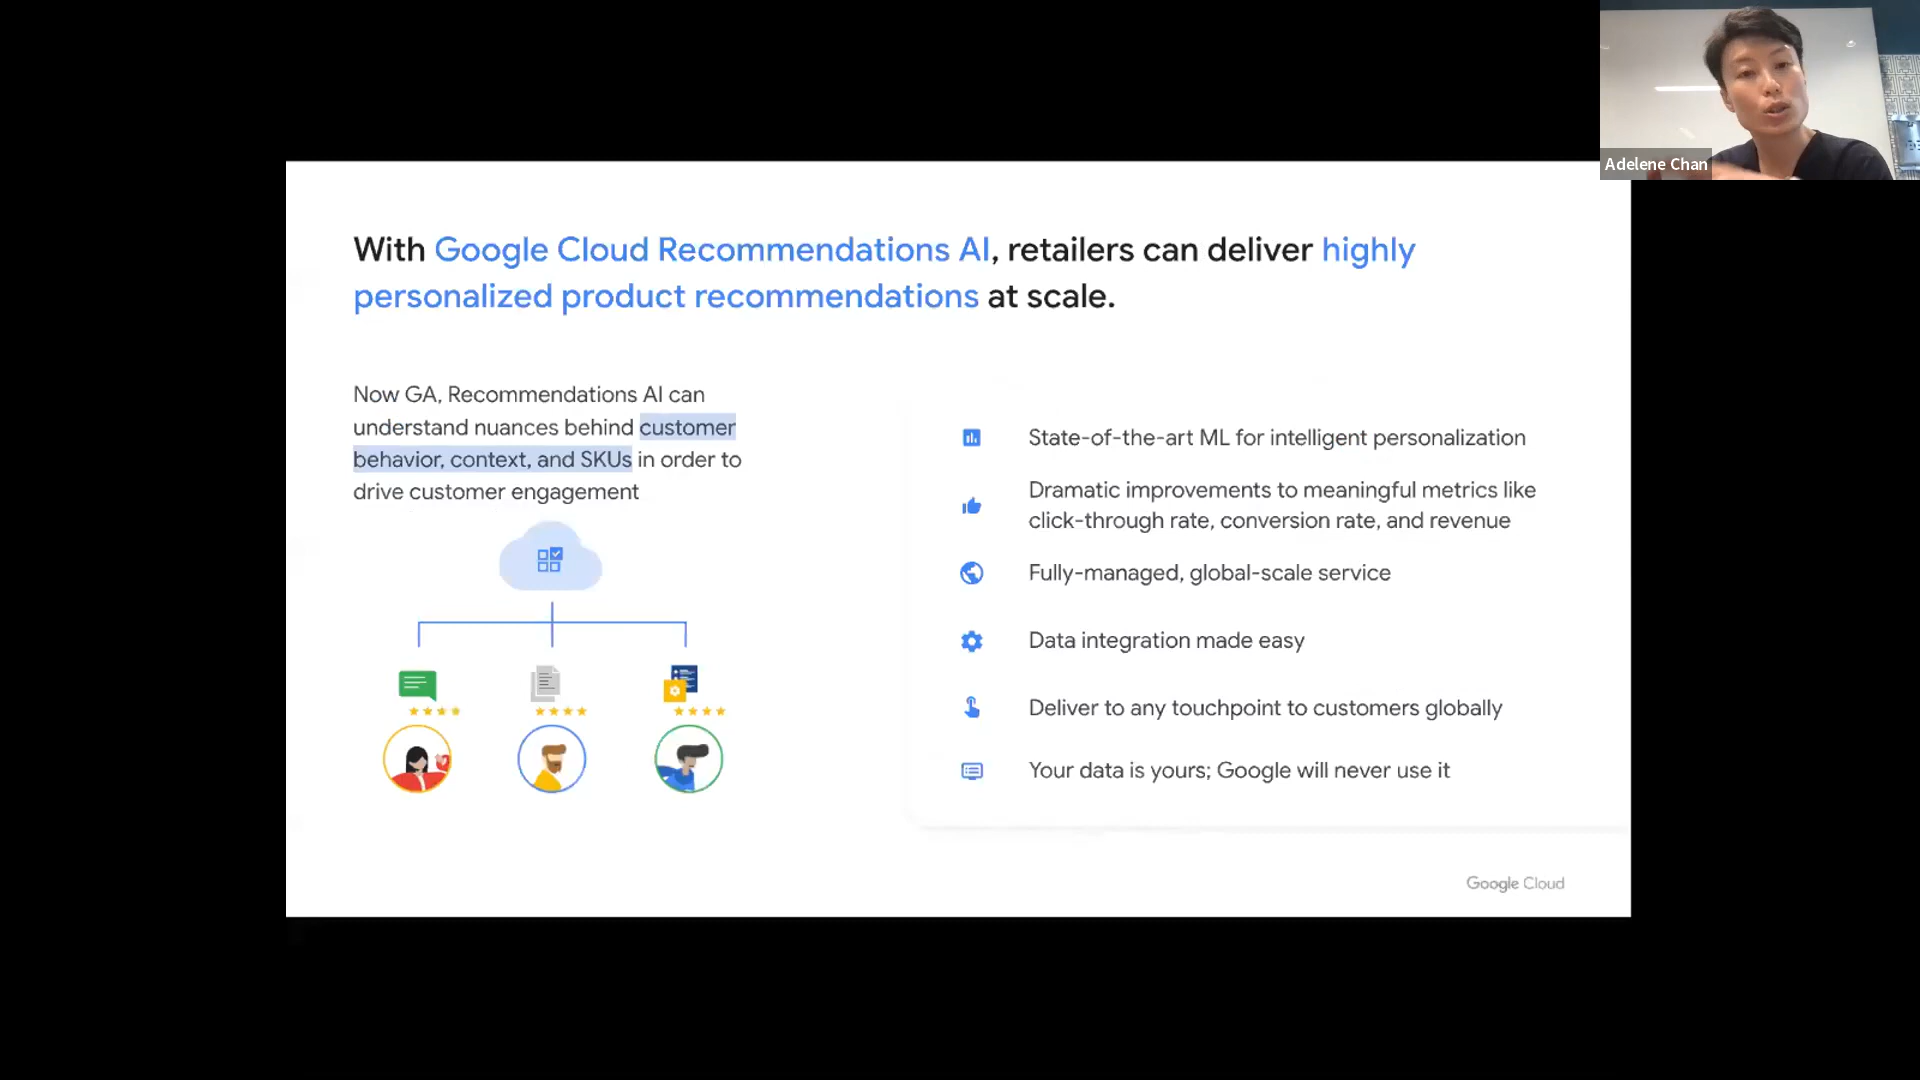 Adelene Chan
With Google Cloud Recommendations AI, retailers can deliver highly
personalized product recommendations at scale.
Now GA, Recommendations AI can
understand nuances behind customer
behavior, context, and SKUs in order to
drive customer engagement
State-of-the-art ML for intelligent personalization
Dramatic improvements to meaningful metrics like
click-through rate, conversion rate, and revenue
Fully-managed, global-scale service
Data integration made easy
Deliver to any touchpoint to customers globally
Your data is yours; Google will never use it
Google Cloud